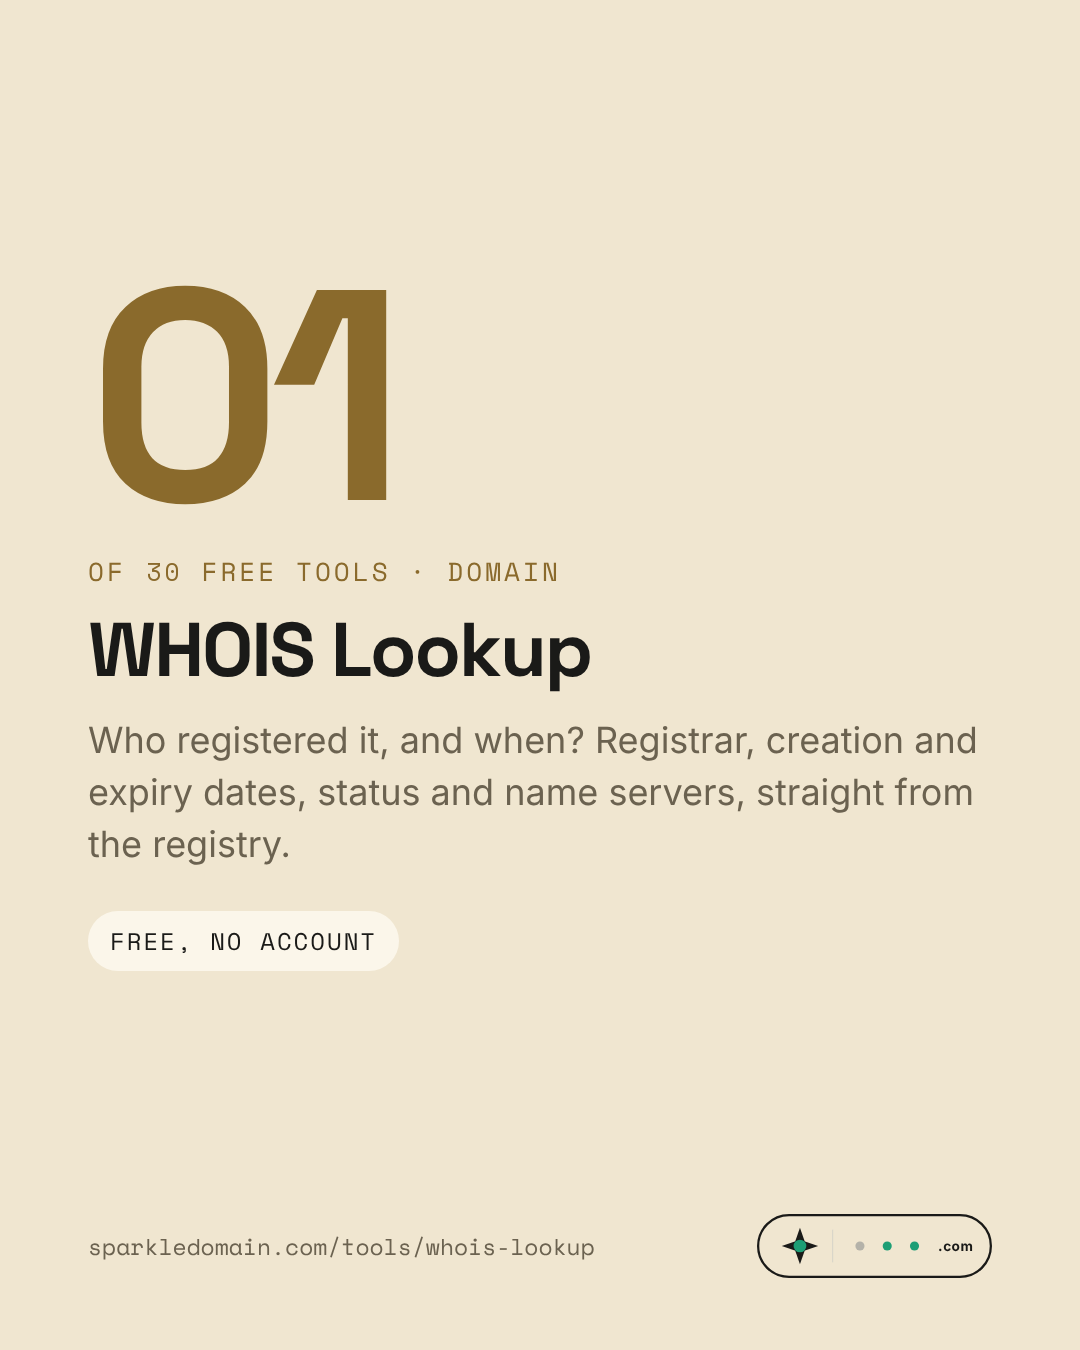 01
OF 30 FREE TOOLS · DOMAIN
WHOIS Lookup
Who registered it, and when? Registrar, creation and
expiry dates, status and name servers, straight from
the registry.
FREE, NO ACCOUNT
sparkledomain.com/tools/whois-lookup
.com